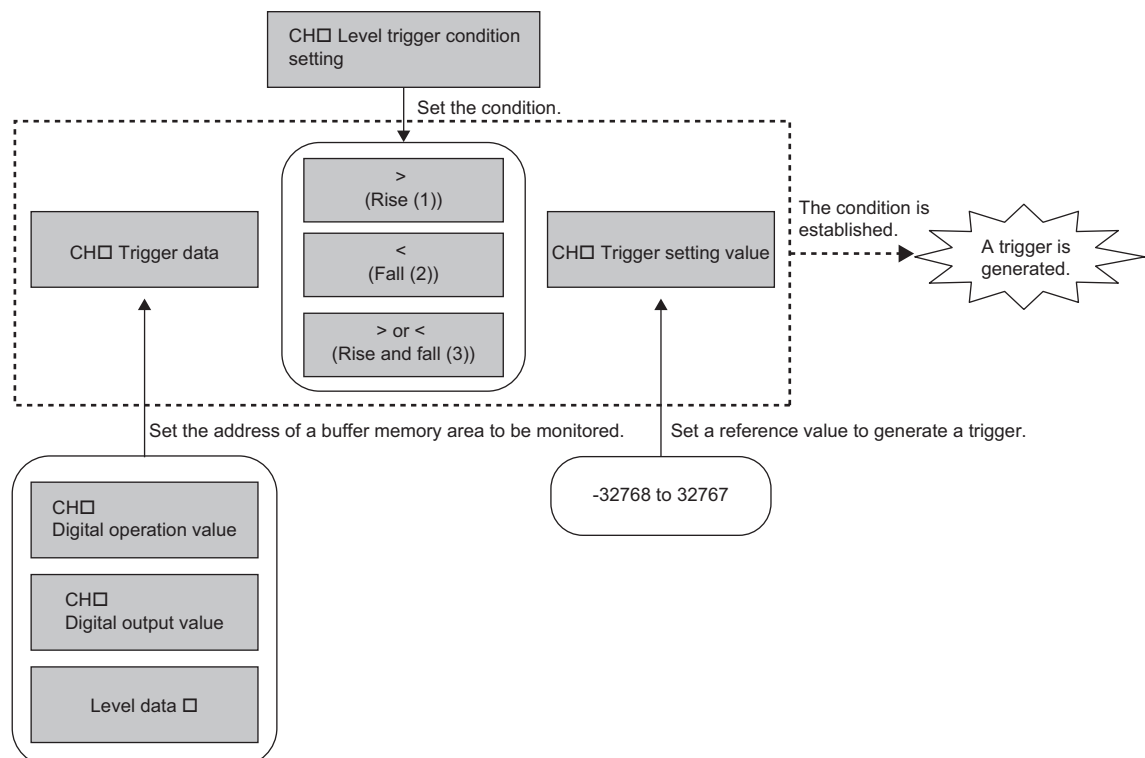 CH□ Level trigger condition
setting
Set the condition.
>
(Rise (1))
<
(Fall (2))
> or <
(Rise and fall (3))
CH□ Trigger data
CH□ Trigger setting value
The condition is
established.
A trigger is
generated.
Set the address of a buffer memory area to be monitored.
Set a reference value to generate a trigger.
CH□
Digital operation value
CH□
Digital output value
Level data □
-32768 to 32767